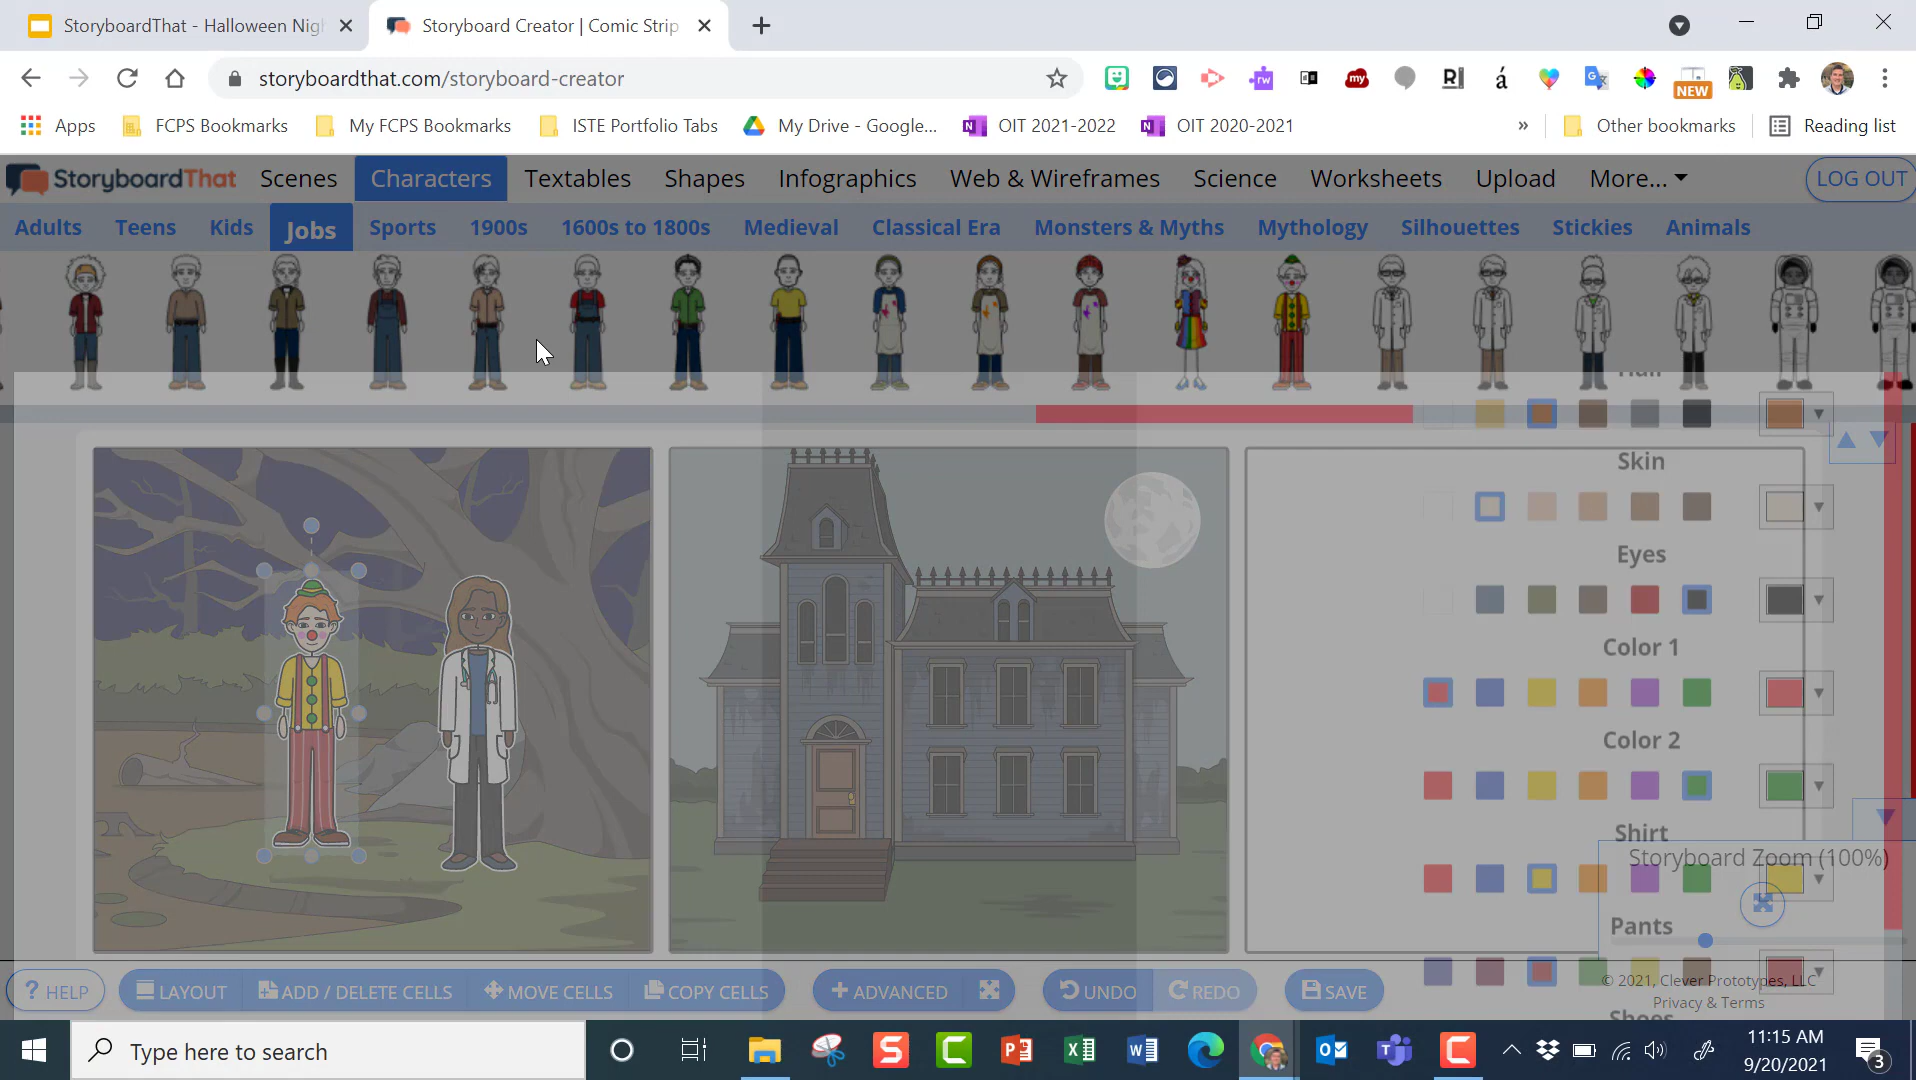 StoryboardThat - Halloween Nigh
Storyboard Creator | Comic Strip
storyboardthat.com/storyboard-creator
rw
my
R
á
NEW
Apps
FCPS Bookmarks
My FCPS Bookmarks
ISTE Portfolio Tabs
My Drive - Google...
OIT 2021-2022
OIT 2020-2021
»
Other bookmarks
Reading list
StoryboardThat
Scenes
Characters
Textables
Shapes
Infographics
Web & Wireframes
Science
Worksheets
Upload
More...
LOG OUT
Adults
Teens
Kids
Jobs
Sports
1900s
1600s to 1800s
Medieval
Classical Era
Monsters & Myths
Mythology
Silhouettes
Stickies
Animals
Hair
Skin
Eyes
Color 1
Color 2
Shirt
Storyboard Zoom (100%)
Pants
© 2021, Clever Prototypes, LLC
Privacy & Terms
Shoes
? HELP
LAYOUT
ADD / DELETE CELLS
MOVE CELLS
COPY CELLS
ADVANCED
UNDO
REDO
SAVE
Type here to search
11:15 AM
9/20/2021
3